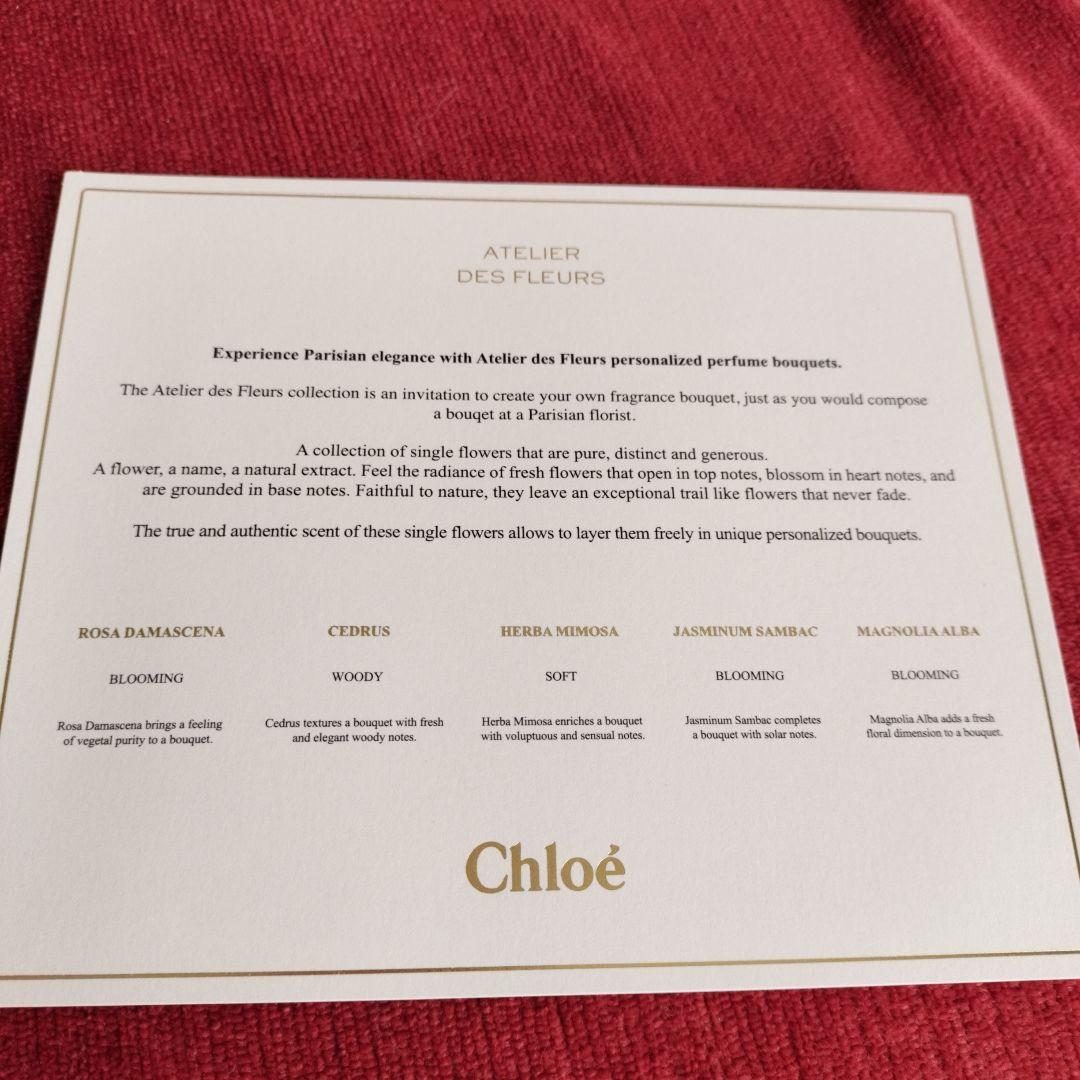 ATELIER
DES FLEURS
Experience Parisian elegance with Atelier des Fleurs personalized perfume bouquets.
The Atelier des Fleurs collection is an invitation to create your own fragrance bouquet, just as you would compose
a bouqet at a Parisian florist.
A collection of single flowers that are pure, distinct and generous.
A flower, a name, a natural extract. Feel the radiance of fresh flowers that open in top notes, blossom in heart notes, and
are grounded in base notes. Faithful to nature, they leave an exceptional trail like flowers that never fade.
The true and authentic scent of these single flowers allows to layer them freely in unique personalized bouquets.
ROSA DAMASCENA
BLOOMING
Rosa Damascena brings a feeling
of vegetal purity to a bouquet.
CEDRUS
WOODY
Cedrus textures a bouquet with fresh
and elegant woody notes.
HERBA MIMOSA
SOFT
Herba Mimosa enriches a bouquet
with voluptuous and sensual notes.
JASMINUM SAMBAC
BLOOMING
Jasminum Sambac completes
a bouquet with solar notes.
MAGNOLIA ALBA
BLOOMING
Magnolia Alba adds a fresh
floral dimension to a bouquet.
Chloé